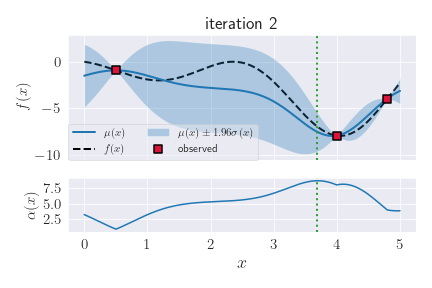 iteration 2
f(x)
0
−5
−10
μ(x)
μ(x) ± 1.96σ(x)
f(x)
observed
α(x)
7.5
5.0
2.5
0 1 2 3 4 5
x